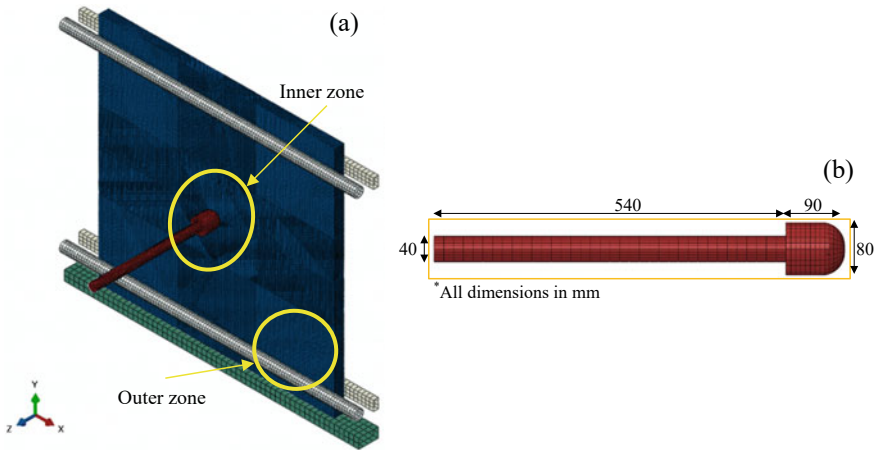 (a)
Inner zone
Outer zone
Y
Z
X
(b)
540
90
40
80
*All dimensions in mm